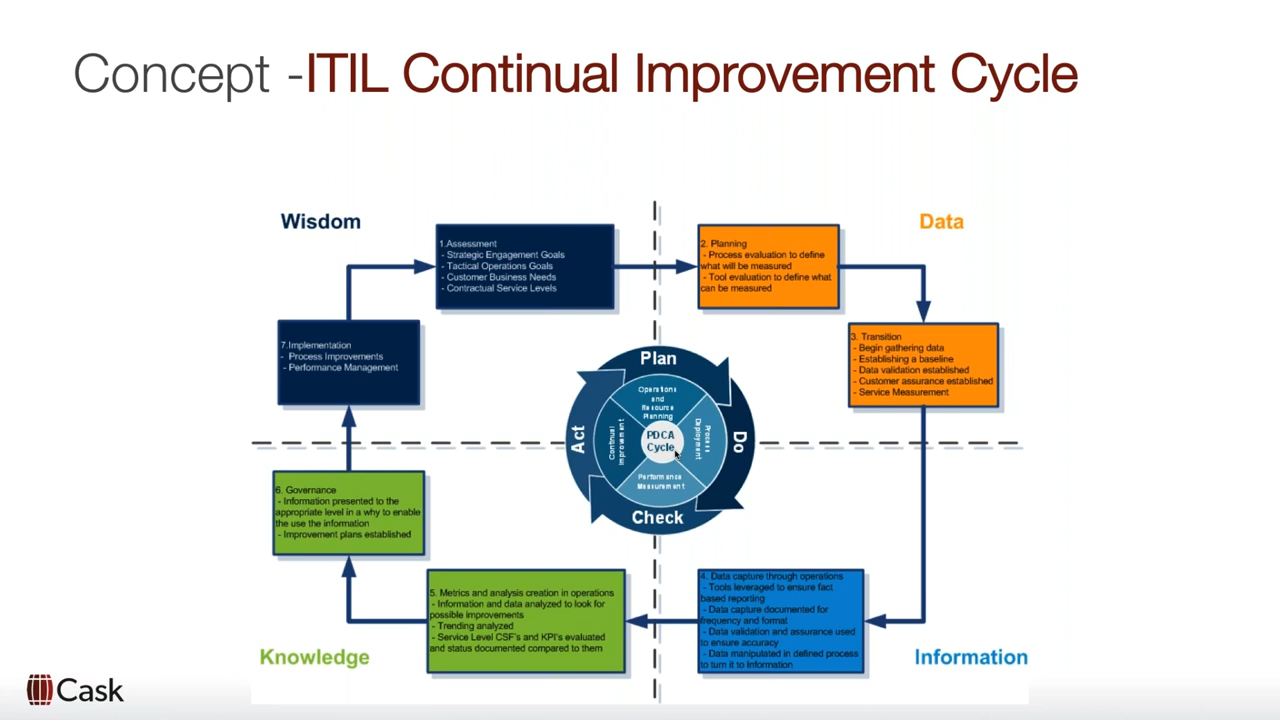 Concept -ITIL Continual Improvement Cycle
Wisdom
Data
1.Assessment
- Strategic Engagement Goals
- Tactical Operations Goals
- Customer Business Needs
- Contractual Service Levels
2. Planning
- Process evaluation to define
what will be measured
- Tool evaluation to define what
can be measured
7.Implementation
- Process Improvements
- Performance Management
3. Transition
- Begin gathering data
- Establishing a baseline
- Data validation established
- Customer assurance established
- Service Measurement
Plan
Operations
and
Resource
Planning
Act
Continual
Improvement
PDCA
Cycle
Process
Deployment
Do
Performance
Measurement
Check
6. Governance
- Information presented to the
appropriate level in a why to enable
the use the information
- Improvement plans established
5. Metrics and analysis creation in operations
- Information and data analyzed to look for
possible improvements
- Trending analyzed
- Service Level CSF's and KPI's evaluated
and status documented compared to them
4. Data capture through operations
- Tools leveraged to ensure fact
based reporting
- Data capture documented for
frequency and format
- Data validation and assurance used
to ensure accuracy
- Data manipulated in defined process
to turn it to Information
Knowledge
Information
Cask